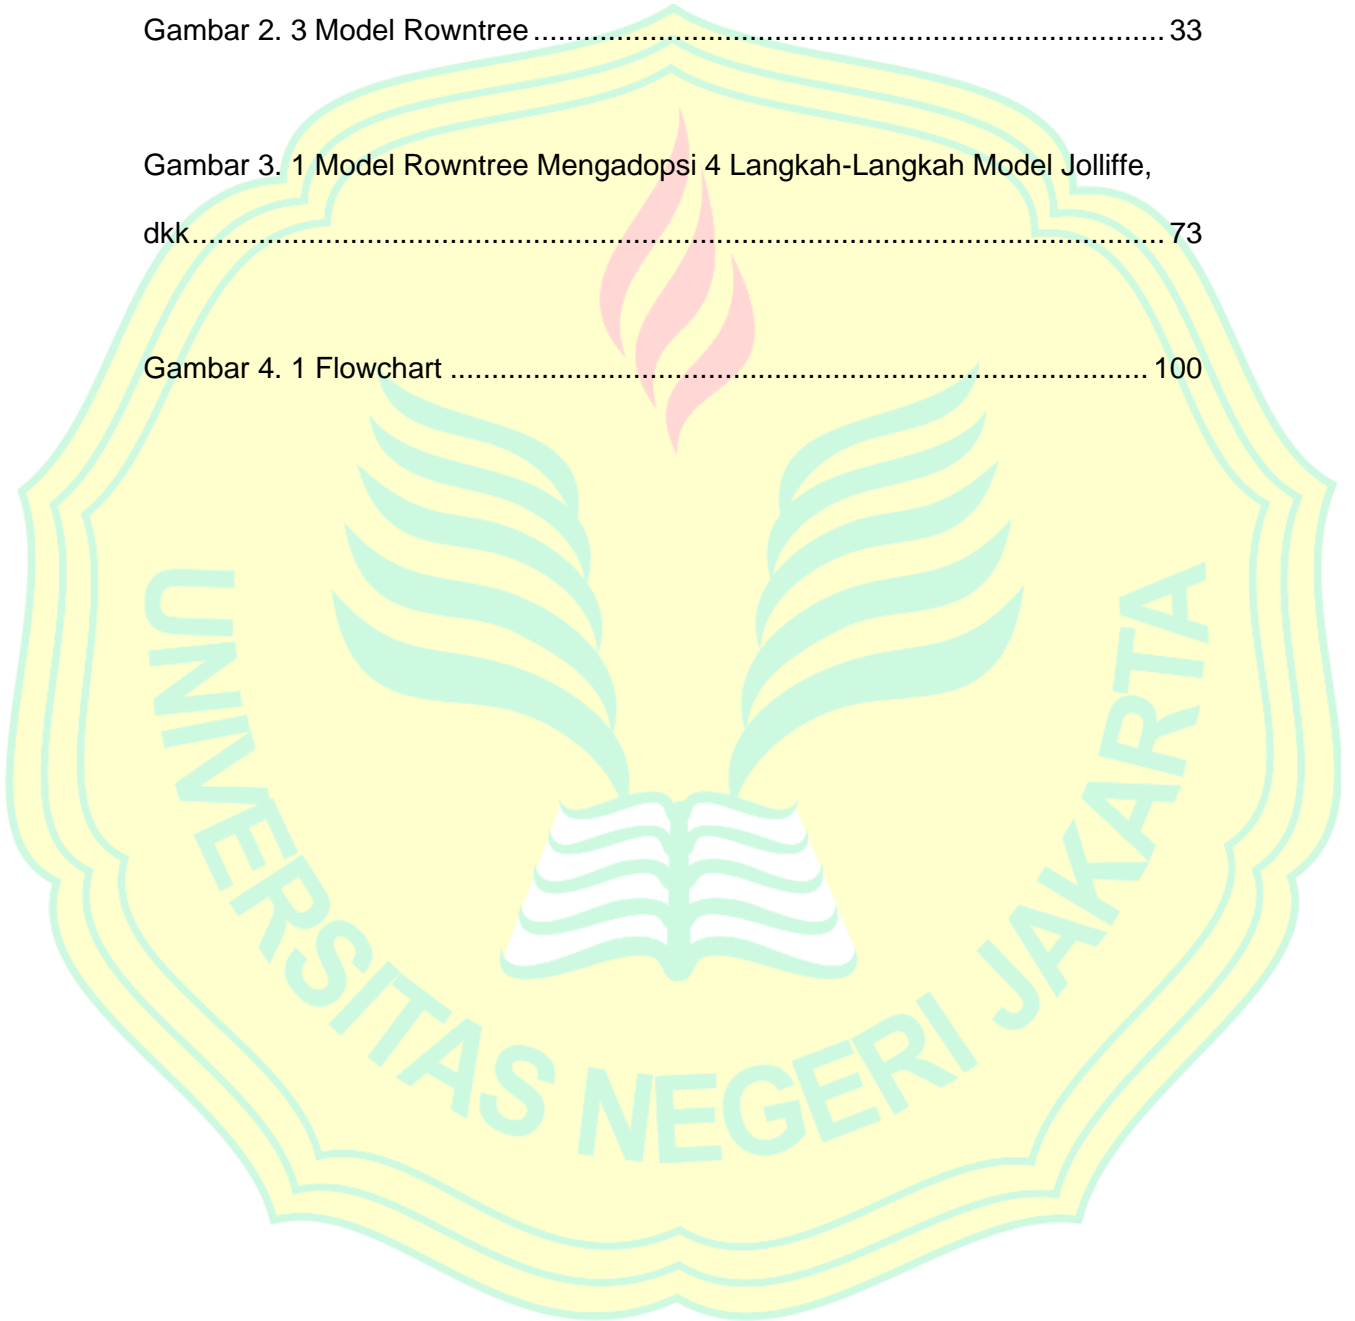 Gambar 2. 3 Model Rowntree ............................................................................ 33
Gambar 3. 1 Model Rowntree Mengadopsi 4 Langkah-Langkah Model Jolliffe,
dkk..................................................................................................................... 73
Gambar 4. 1 Flowchart .................................................................................... 100
UNIVERSITAS NEGERI JAKARTA